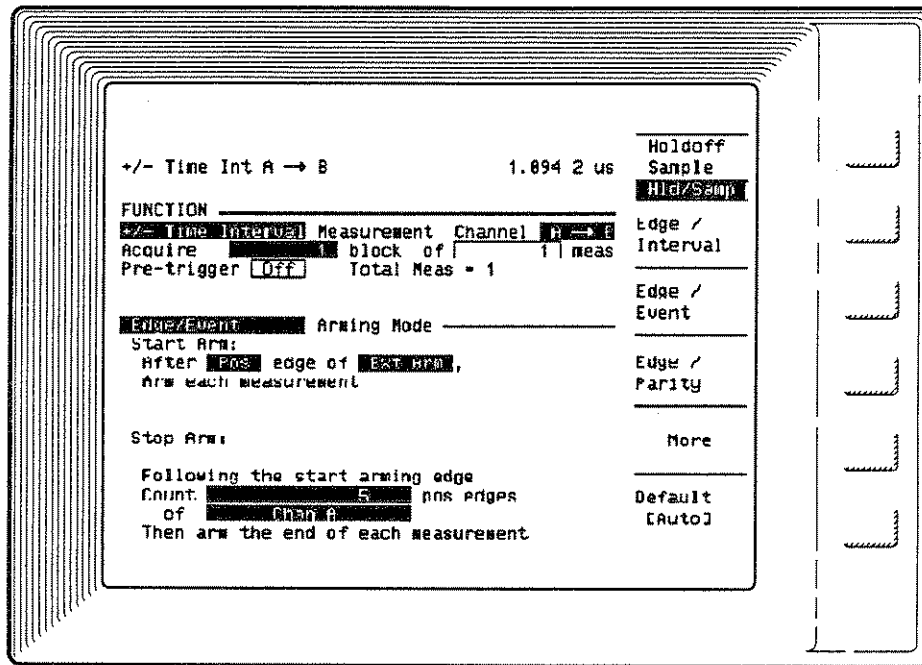 +/- Time Int A → B 1.094 2 us
FUNCTION
+/- Time Interval Measurement Channel A → B
Acquire 1 block of 1 meas
Pre-trigger Off Total Meas = 1
Edge/Event Arming Mode
Start Arm:
After Pos edge of Ext Arm,
Arm each measurement
Stop Arm:
Following the start arming edge
Count 5 pos edges
of Chan A
Then arm the end of each measurement
Holdoff
Sample
Hld/Samp
Edge /
Interval
Edge /
Event
Edge /
Parity
More
Default
[Auto]